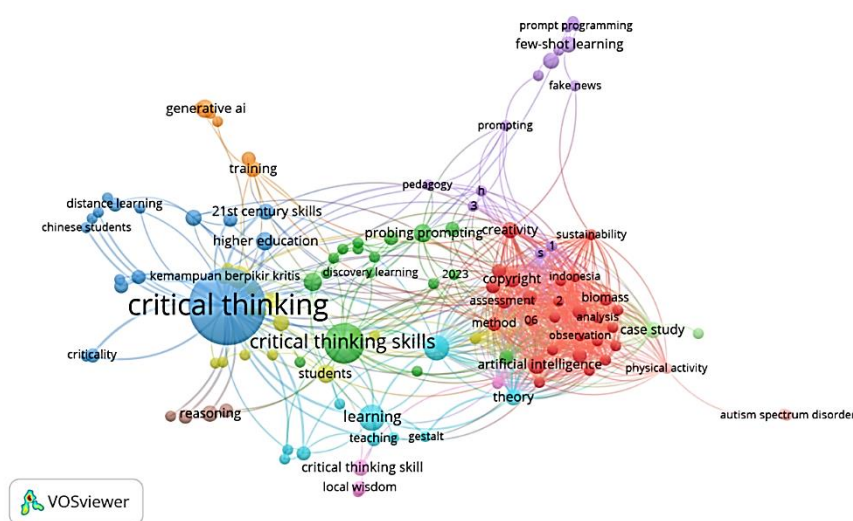 prompt programming
few-shot learning
fake news
generative ai
prompting
training
pedagogy
h
3
distance learning
21st century skills
chinese students
probing prompting
creativity
sustainability
higher education
s
1
discovery learning
2023
kemampuan berpikir kritis
copyright
indonesia
critical thinking
assessment
2
biomass
method
06
analysis
observation
case study
critical thinking skills
criticality
students
artificial intelligence
physical activity
theory
reasoning
learning
autism spectrum disorder
teaching
gestalt
critical thinking skill
local wisdom
VOSviewer